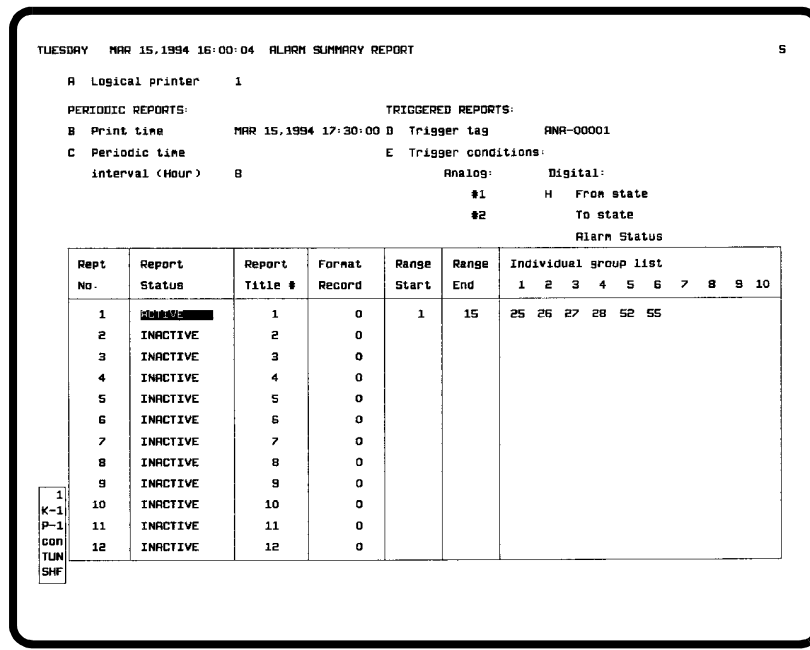 TUESDAY MAR 15,1994 16:00:04 ALARM SUMMARY REPORT S
A Logical printer 1
PERIODIC REPORTS: TRIGGERED REPORTS:
B Print time MAR 15,1994 17:30:00 D Trigger tag ANA-00001
C Periodic time E Trigger conditions:
interval (Hour) 8 Analog: Digital:
#1 H From state
#2 To state
Alarm Status
Rept Report Report Format Range Range Individual group list
No. Status Title # Record Start End 1 2 3 4 5 6 7 8 9 10
1 ACTIVE 1 0 1 15 25 26 27 28 52 55
2 INACTIVE 2 0
3 INACTIVE 3 0
4 INACTIVE 4 0
5 INACTIVE 5 0
6 INACTIVE 6 0
7 INACTIVE 7 0
8 INACTIVE 8 0
9 INACTIVE 9 0
10 INACTIVE 10 0
11 INACTIVE 11 0
12 INACTIVE 12 0
1
K-1
P-1
con
TUN
SHF